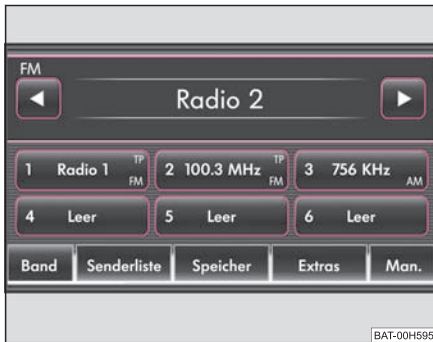 FM
Radio 2
1 Radio 1 TP FM 2 100.3 MHz TP FM 3 756 KHz AM
4 Leer 5 Leer 6 Leer
Band Senderliste Speicher Extras Man.
BAT-00H595